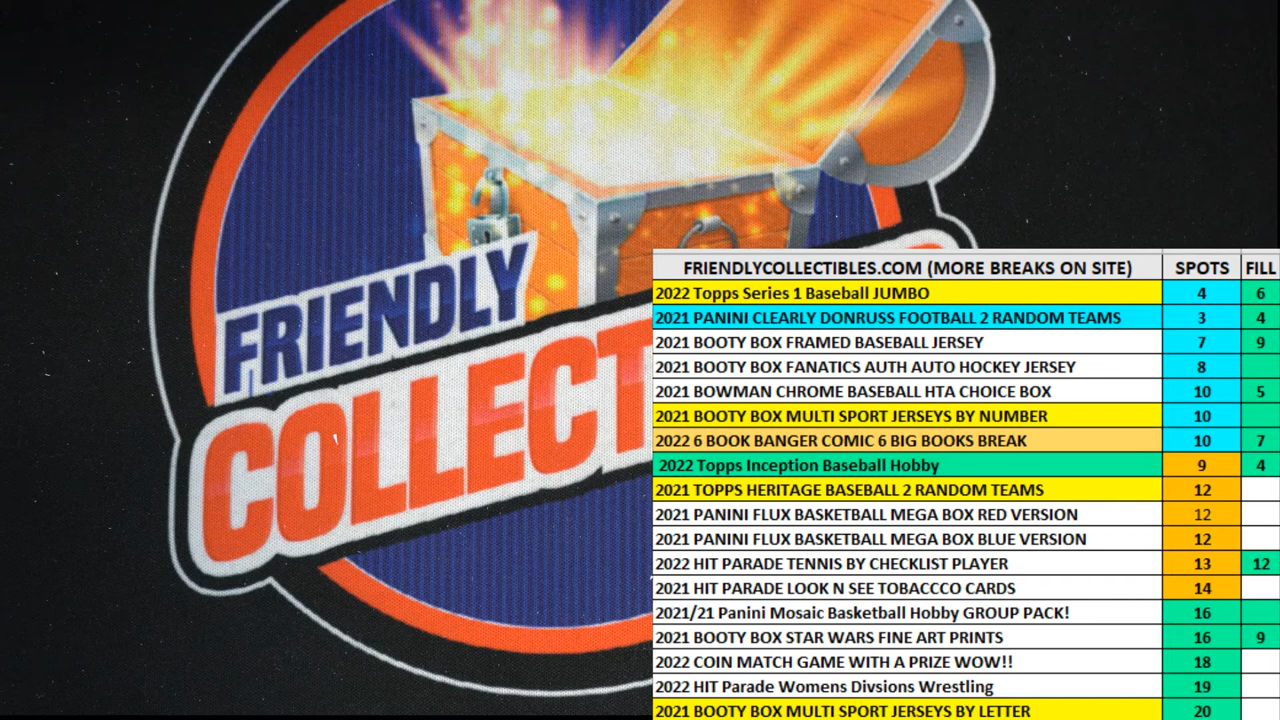 FRIENDLY
COLLECT
FRIENDLYCOLLECTIBLES.COM (MORE BREAKS ON SITE) SPOTS FILL
2022 Topps Series 1 Baseball JUMBO 4 6
2021 PANINI CLEARLY DONRUSS FOOTBALL 2 RANDOM TEAMS 3 4
2021 BOOTY BOX FRAMED BASEBALL JERSEY 7 9
2021 BOOTY BOX FANATICS AUTH AUTO HOCKEY JERSEY 8
2021 BOWMAN CHROME BASEBALL HTA CHOICE BOX 10 5
2021 BOOTY BOX MULTI SPORT JERSEYS BY NUMBER 10
2022 6 BOOK BANGER COMIC 6 BIG BOOKS BREAK 10 7
2022 Topps Inception Baseball Hobby 9 4
2021 TOPPS HERITAGE BASEBALL 2 RANDOM TEAMS 12
2021 PANINI FLUX BASKETBALL MEGA BOX RED VERSION 12
2021 PANINI FLUX BASKETBALL MEGA BOX BLUE VERSION 12
2022 HIT PARADE TENNIS BY CHECKLIST PLAYER 13 12
2021 HIT PARADE LOOK N SEE TOBACCCO CARDS 14
2021/21 Panini Mosaic Basketball Hobby GROUP PACK! 16
2021 BOOTY BOX STAR WARS FINE ART PRINTS 16 9
2022 COIN MATCH GAME WITH A PRIZE WOW!! 18
2022 HIT Parade Womens Divsions Wrestling 19
2021 BOOTY BOX MULTI SPORT JERSEYS BY LETTER 20